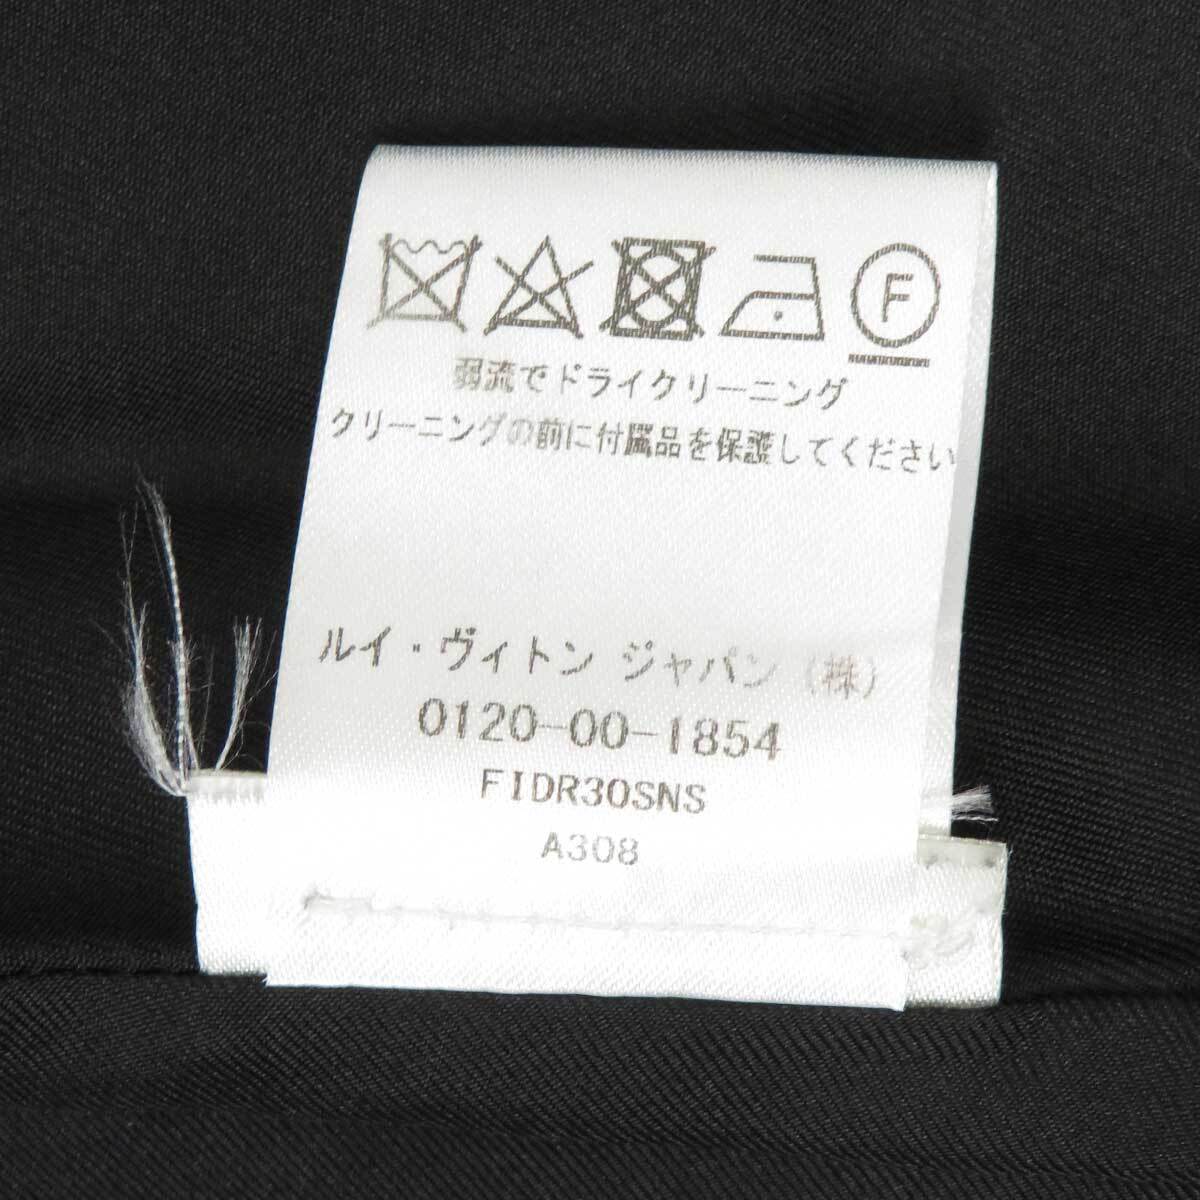 F
弱流でドライクリーニング
クリーニングの前に付属品を保護してください
ルイ・ヴィトン ジャパン (株)
0120-00-1854
FIDR30SNS
A308